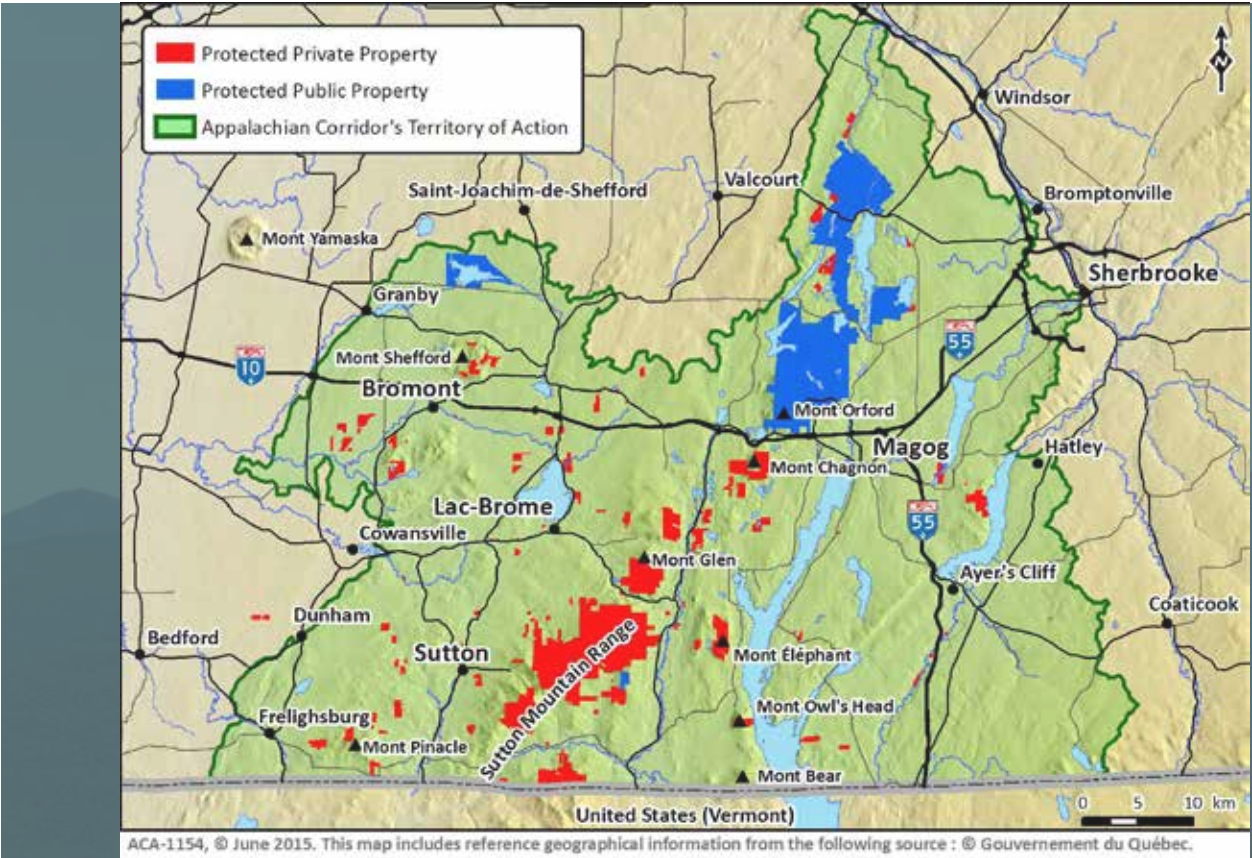 Protected Private Property
Protected Public Property
Appalachian Corridor's Territory of Action
N
Windsor
Valcourt
Saint-Joachim-de-Shefford
Bromptonville
Mont Yamaska
Sherbrooke
Granby
55
Mont Shefford
10
Bromont
Mont Orford
Magog
Hatley
Mont Chagnon
Lac-Brome
55
Cowansville
Mont Glen
Ayer's Cliff
Coaticook
Dunham
Bedford
Sutton
Mont Éléphant
Sutton Mountain Range
Mont Owl's Head
Frelighsburg
Mont Pinacle
Mont Bear
0 5 10 km
United States (Vermont)
ACA-1154, © June 2015. This map includes reference geographical information from the following source : © Gouvernement du Québec.